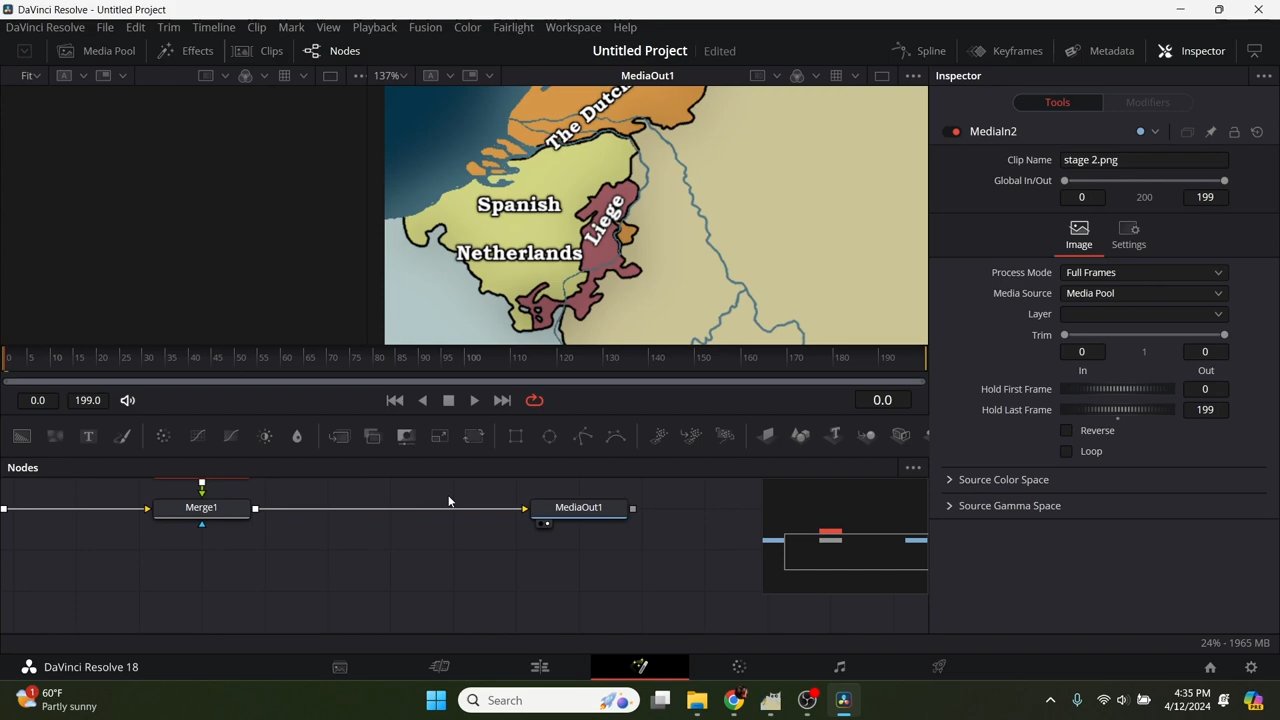 DaVinci Resolve - Untitled Project
DaVinci Resolve File Edit Trim Timeline Clip Mark View Playback Fusion Color Fairlight Workspace Help
Media Pool Effects Clips Nodes Untitled Project Edited Spline Keyframes Metadata Inspector
Fit 137% MediaOut1 Inspector
Tools Modifiers
MediaIn2
Clip Name stage 2.png
Global In/Out
0 200 199
Image Settings
Process Mode Full Frames
Media Source Media Pool
Layer
Trim
0 1 0
In Out
Hold First Frame 0
Hold Last Frame 199
Reverse
Loop
Source Color Space
Source Gamma Space
The Dutch
Spanish
Netherlands
Liege
0 5 10 15 20 25 30 35 40 45 50 55 60 65 70 75 80 85 90 95 100 110 120 130 140 150 160 170 180 190
0.0 199.0 0.0
T T
Nodes
Merge1 MediaOut1
24% - 1965 MB
DaVinci Resolve 18
1 60°F
Partly sunny
Search
4:35 PM
4/12/2024